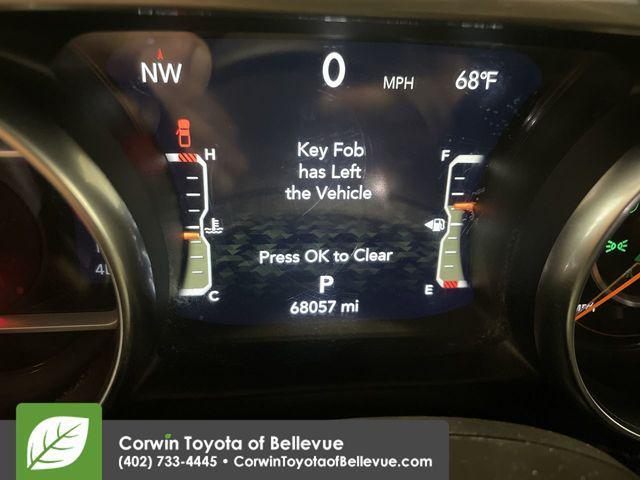 NW 0 MPH 68°F
H F
Key Fob
has Left
the Vehicle
Press OK to Clear
C P E
68057 mi
4L
Corwin Toyota of Bellevue
(402) 733-4445 • CorwinToyotaofBellevue.com